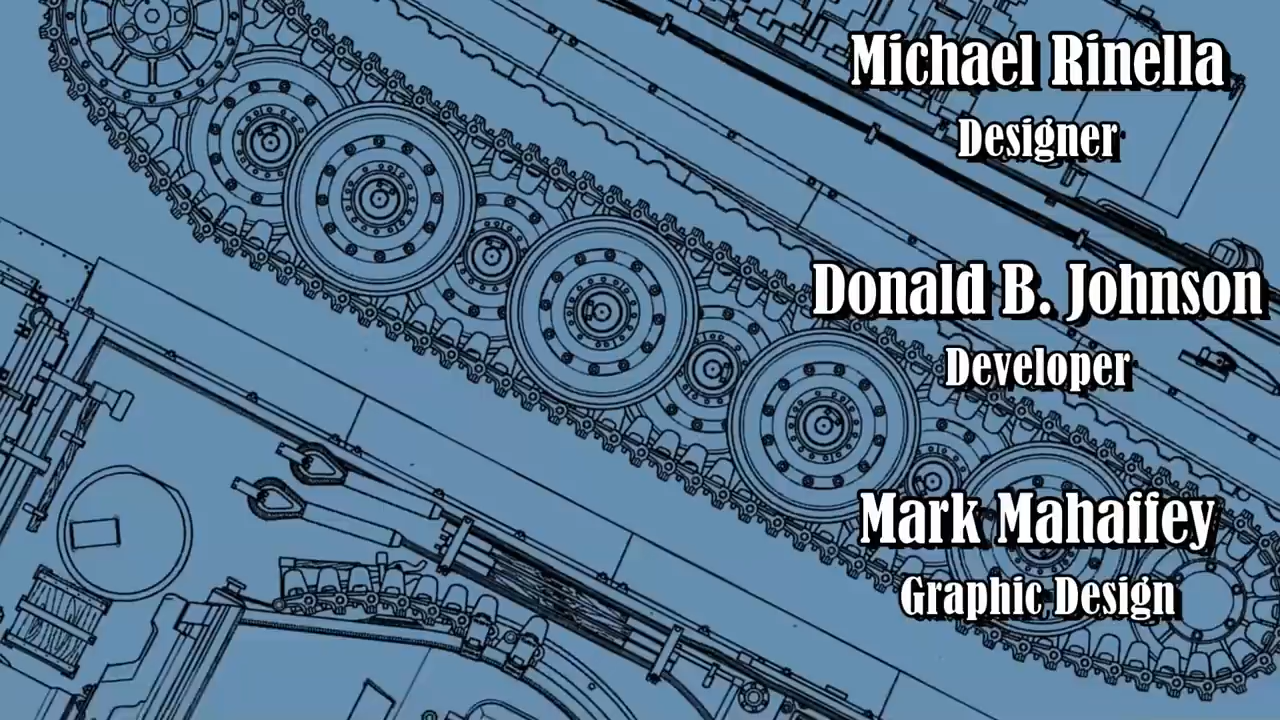 Michael Rinella
Designer
Donald B. Johnson
Developer
Mark Mahaffey
Graphic Design